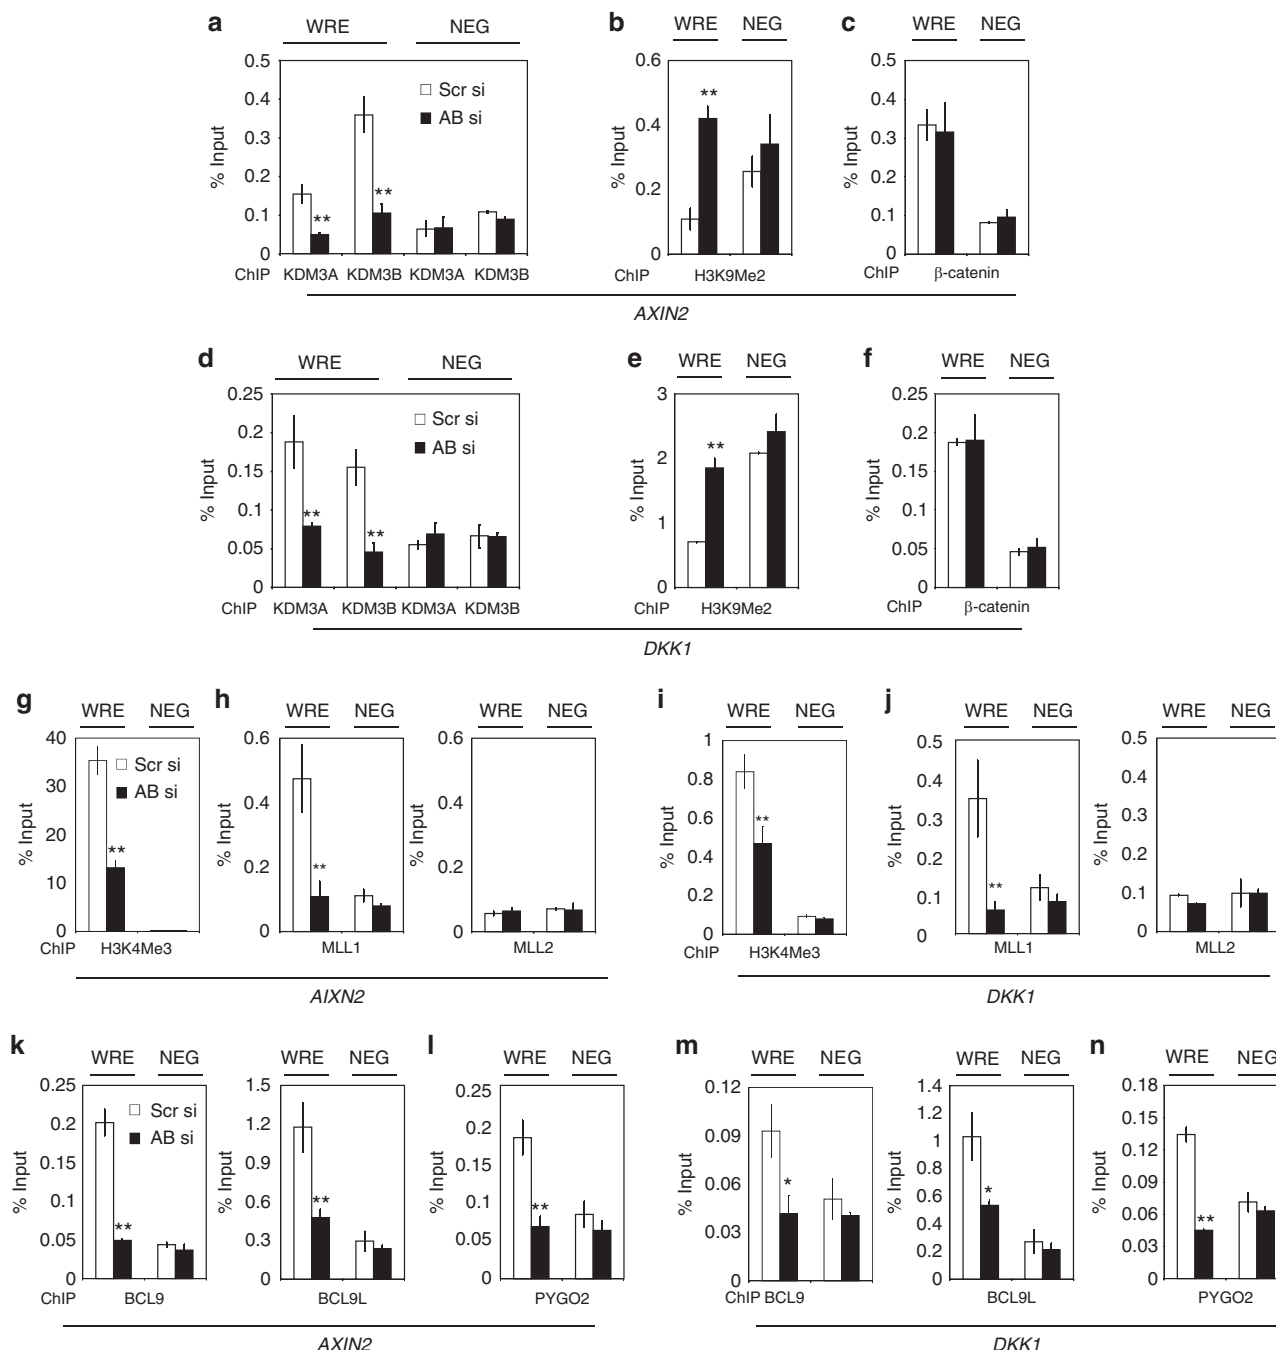 a b c
WRE NEG WRE NEG WRE NEG
0.5 0.4 0.3 0.2 0.1 0
% Input
Scr si
AB si
** **
ChIP KDM3A KDM3B KDM3A KDM3B
0.6 0.4 0.2 0
% Input
**
ChIP H3K9Me2
0.5 0.4 0.3 0.2 0.1 0
% Input
ChIP β-catenin
AXIN2
d e f
WRE NEG WRE NEG WRE NEG
0.25 0.2 0.15 0.1 0.05 0
% Input
Scr si
AB si
** **
ChIP KDM3A KDM3B KDM3A KDM3B
3 2 1 0
% Input
**
ChIP H3K9Me2
0.25 0.2 0.15 0.1 0.05 0
% Input
ChIP β-catenin
DKK1
g h i j
WRE NEG WRE NEG WRE NEG WRE NEG WRE NEG WRE NEG
40 30 20 10 0
% Input
Scr si
AB si
**
ChIP H3K4Me3
0.6 0.4 0.2 0
% Input
**
MLL1
0.6 0.4 0.2 0
% Input
MLL2
AIXN2
1 0.8 0.6 0.4 0.2 0
% Input
**
ChIP H3K4Me3
0.5 0.4 0.3 0.2 0.1 0
% Input
**
MLL1
0.5 0.4 0.3 0.2 0.1 0
% Input
MLL2
DKK1
k l m n
WRE NEG WRE NEG WRE NEG WRE NEG WRE NEG WRE NEG
0.25 0.2 0.15 0.1 0.05 0
% Input
Scr si
AB si
**
ChIP BCL9
1.5 1.2 0.9 0.6 0.3 0
% Input
**
BCL9L
0.25 0.2 0.15 0.1 0.05 0
% Input
**
PYGO2
AXIN2
0.12 0.09 0.06 0.03 0
% Input
*
ChIP BCL9
1.4 1.2 1 0.8 0.6 0.4 0.2 0
% Input
*
BCL9L
0.18 0.15 0.12 0.09 0.06 0.03 0
% Input
**
PYGO2
DKK1